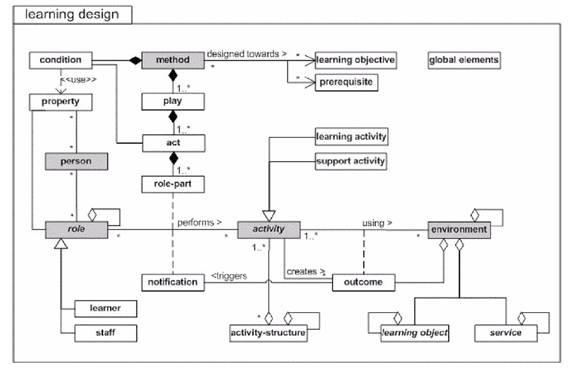 learning design
condition
method
designed towards >
*
*
learning objective
global elements
<<use>>
*
prerequisite
1..*
property
play
*
1..*
learning activity
act
*
1..*
support activity
person
role-part
*
*
performs >
using >
role
activity
environment
*
*
1..*
*
1..*
notification
<triggers
creates >
*
outcome
learner
*
staff
activity-structure
learning object
service